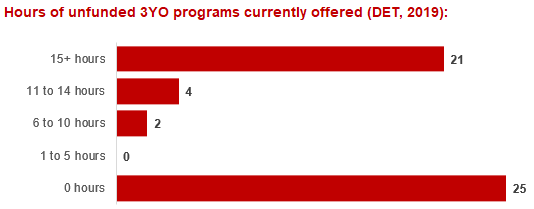 Hours of unfunded 3YO programs currently offered (DET, 2019):
15+ hours 21
11 to 14 hours 4
6 to 10 hours 2
1 to 5 hours 0
0 hours 25